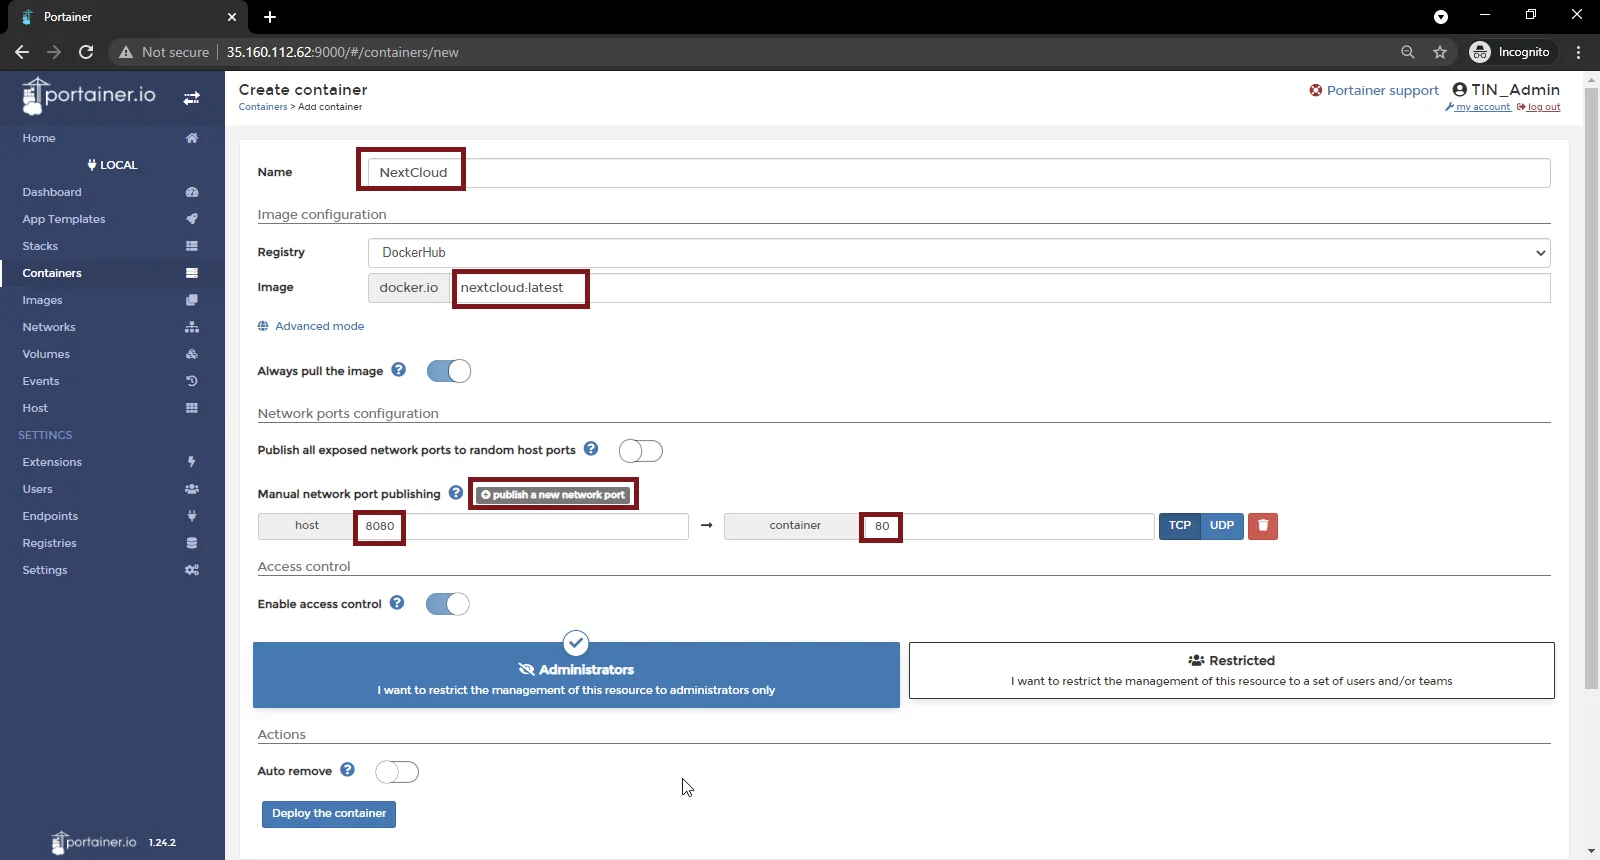 Portainer
Not secure
35.160.112.62:9000/#/containers/new
Incognito
portainer.io
Home
LOCAL
Dashboard
App Templates
Stacks
Containers
Images
Networks
Volumes
Events
Host
SETTINGS
Extensions
Users
Endpoints
Registries
Settings
portainer.io 1.24.2
Create container
Containers > Add container
Portainer support
TIN_Admin
my account
log out
Name
NextCloud
Image configuration
Registry
DockerHub
Image
docker.io
nextcloud:latest
Advanced mode
Always pull the image
Network ports configuration
Publish all exposed network ports to random host ports
Manual network port publishing
publish a new network port
host
8080
container
80
TCP
UDP
Access control
Enable access control
Administrators
I want to restrict the management of this resource to administrators only
Restricted
I want to restrict the management of this resource to a set of users and/or teams
Actions
Auto remove
Deploy the container